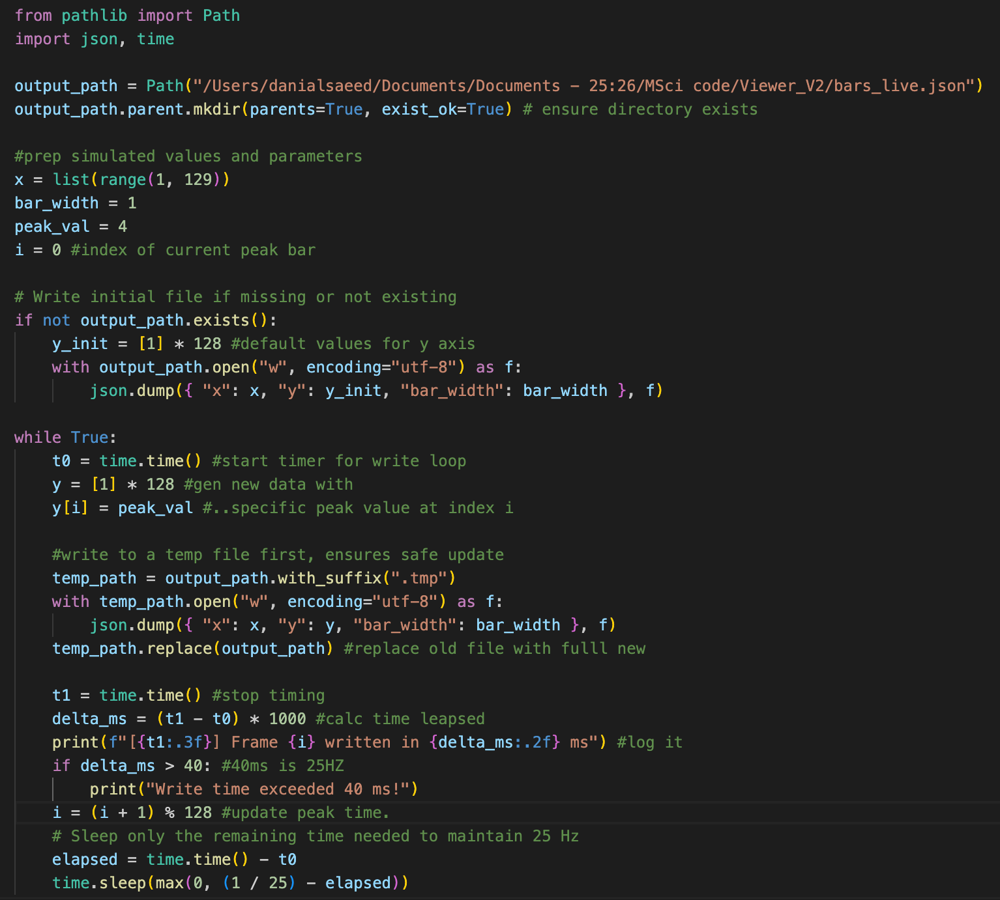 from pathlib import Path
import json, time
output_path = Path("/Users/danialsaeed/Documents/Documents - 25:26/MSci code/Viewer_V2/bars_live.json")
output_path.parent.mkdir(parents=True, exist_ok=True) # ensure directory exists
#prep simulated values and parameters
x = list(range(1, 129))
bar_width = 1
peak_val = 4
i = 0 #index of current peak bar
# Write initial file if missing or not existing
if not output_path.exists():
    y_init = [1] * 128 #default values for y axis
    with output_path.open("w", encoding="utf-8") as f:
        json.dump({ "x": x, "y": y_init, "bar_width": bar_width }, f)
while True:
    t0 = time.time() #start timer for write loop
    y = [1] * 128 #gen new data with
    y[i] = peak_val #..specific peak value at index i
    #write to a temp file first, ensures safe update
    temp_path = output_path.with_suffix(".tmp")
    with temp_path.open("w", encoding="utf-8") as f:
        json.dump({ "x": x, "y": y, "bar_width": bar_width }, f)
    temp_path.replace(output_path) #replace old file with fulll new
    t1 = time.time() #stop timing
    delta_ms = (t1 - t0) * 1000 #calc time leapsed
    print(f"[{t1:.3f}] Frame {i} written in {delta_ms:.2f} ms") #log it
    if delta_ms > 40: #40ms is 25HZ
        print("Write time exceeded 40 ms!")
    i = (i + 1) % 128 #update peak time.
    # Sleep only the remaining time needed to maintain 25 Hz
    elapsed = time.time() - t0
    time.sleep(max(0, (1 / 25) - elapsed))